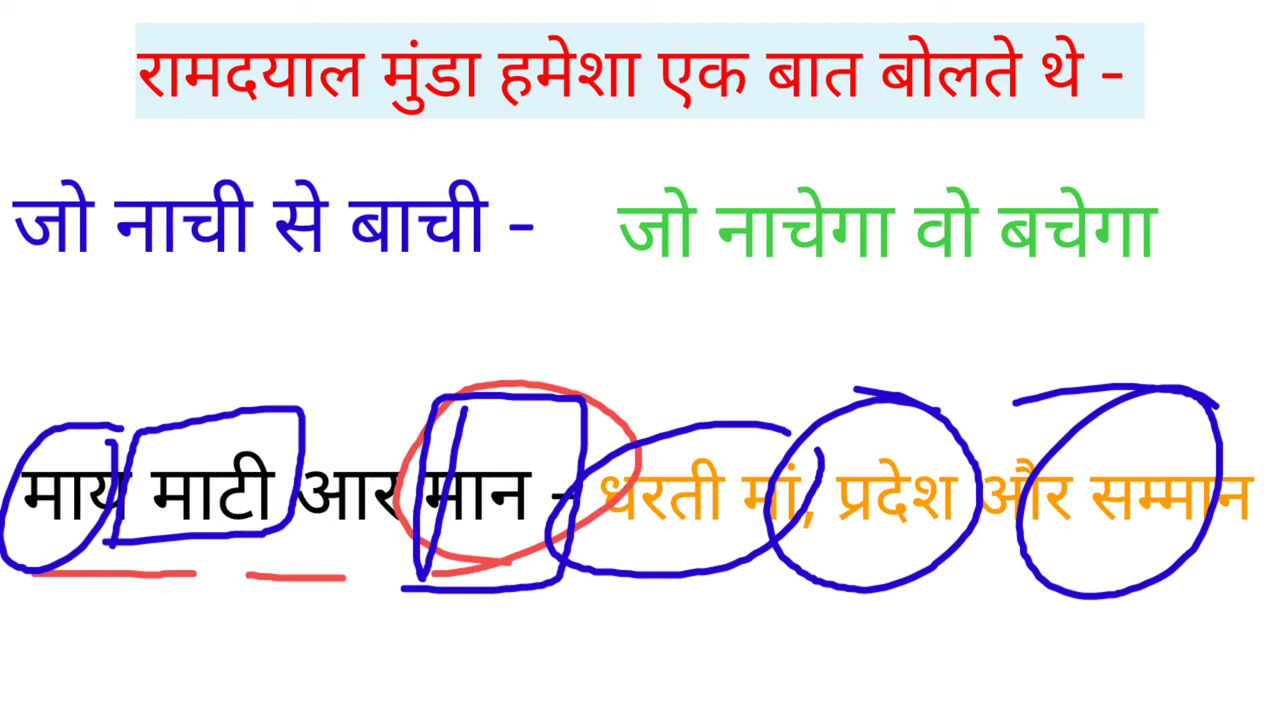 रामदयाल मुंडा हमेशा एक बात बोलते थे -
जो नाची से बाची - जो नाचेगा वो बचेगा
माय माटी आर मान - धरती मां, प्रदेश और सम्मान